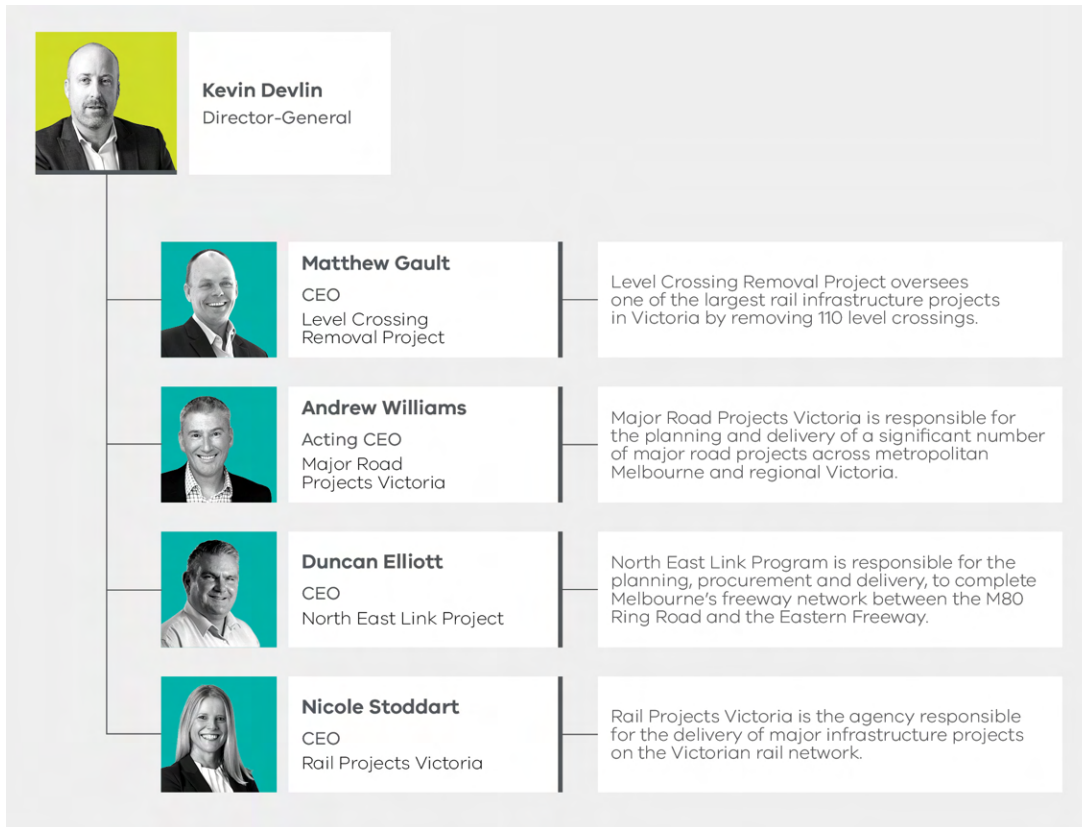 Kevin Devlin
Director-General
Matthew Gault
CEO
Level Crossing
Removal Project
Level Crossing Removal Project oversees
one of the largest rail infrastructure projects
in Victoria by removing 110 level crossings.
Andrew Williams
Acting CEO
Major Road
Projects Victoria
Major Road Projects Victoria is responsible for
the planning and delivery of a significant number
of major road projects across metropolitan
Melbourne and regional Victoria.
Duncan Elliott
CEO
North East Link Project
North East Link Program is responsible for the
planning, procurement and delivery, to complete
Melbourne’s freeway network between the M80
Ring Road and the Eastern Freeway.
Nicole Stoddart
CEO
Rail Projects Victoria
Rail Projects Victoria is the agency responsible
for the delivery of major infrastructure projects
on the Victorian rail network.